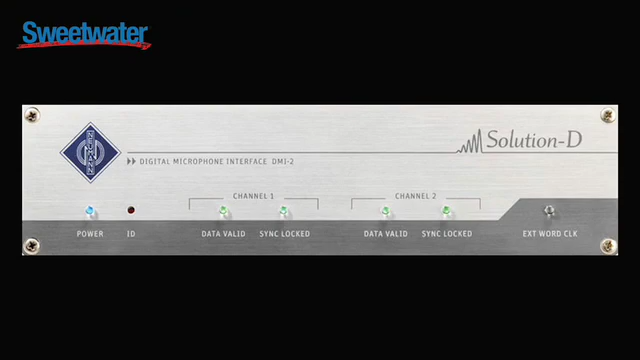 Sweetwater
NEUMANN
Solution-D
DIGITAL MICROPHONE INTERFACE DMI-2
CHANNEL 1
CHANNEL 2
POWER
ID
DATA VALID
SYNC LOCKED
DATA VALID
SYNC LOCKED
EXT WORD CLK